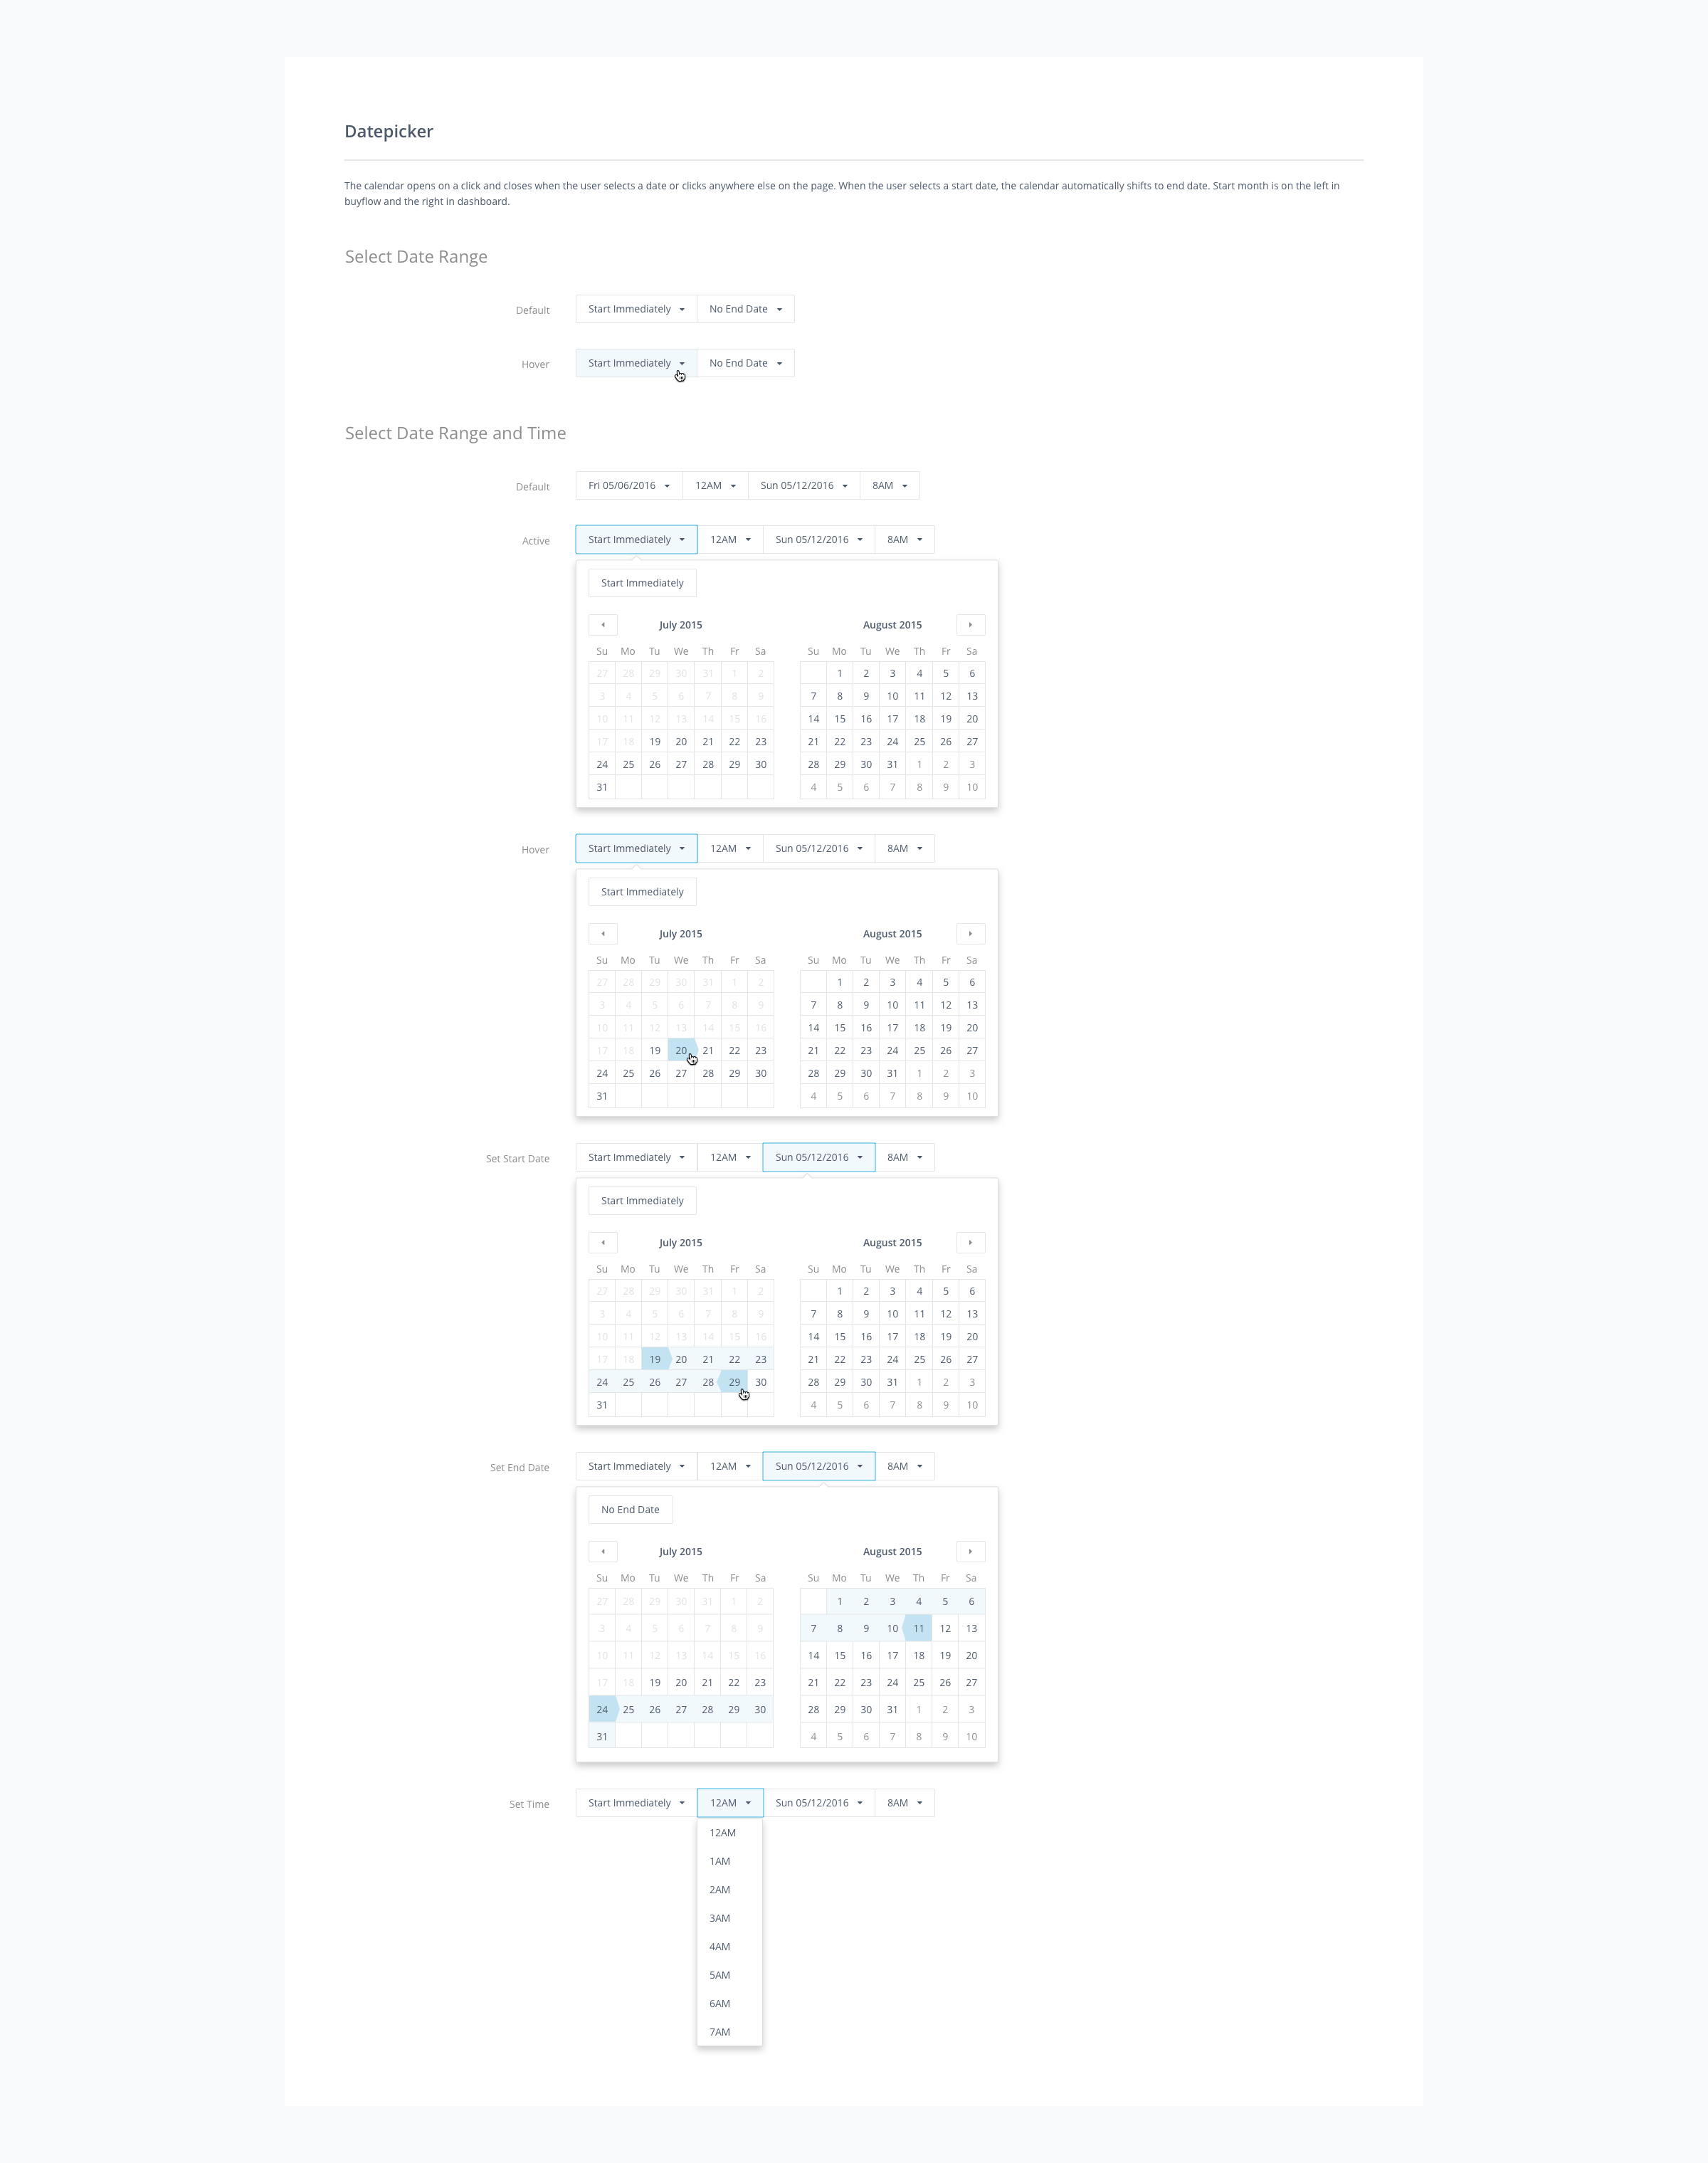 Datepicker
The calendar opens on a click and closes when the user selects a date or clicks anywhere else on the page. When the user selects a start date, the calendar automatically shifts to end date. Start month is on the left in
buyflow and the right in dashboard.
Select Date Range
Default Start Immediately No End Date
Hover Start Immediately No End Date
Select Date Range and Time
Default Fri 05/06/2016 12AM Sun 05/12/2016 8AM
Active Start Immediately 12AM Sun 05/12/2016 8AM
Start Immediately
July 2015 August 2015
Su Mo Tu We Th Fr Sa Su Mo Tu We Th Fr Sa
27 28 29 30 31 1 2 1 2 3 4 5 6
3 4 5 6 7 8 9 7 8 9 10 11 12 13
10 11 12 13 14 15 16 14 15 16 17 18 19 20
17 18 19 20 21 22 23 21 22 23 24 25 26 27
24 25 26 27 28 29 30 28 29 30 31 1 2 3
31 4 5 6 7 8 9 10
Hover Start Immediately 12AM Sun 05/12/2016 8AM
Start Immediately
July 2015 August 2015
Su Mo Tu We Th Fr Sa Su Mo Tu We Th Fr Sa
27 28 29 30 31 1 2 1 2 3 4 5 6
3 4 5 6 7 8 9 7 8 9 10 11 12 13
10 11 12 13 14 15 16 14 15 16 17 18 19 20
17 18 19 20 21 22 23 21 22 23 24 25 26 27
24 25 26 27 28 29 30 28 29 30 31 1 2 3
31 4 5 6 7 8 9 10
Set Start Date Start Immediately 12AM Sun 05/12/2016 8AM
Start Immediately
July 2015 August 2015
Su Mo Tu We Th Fr Sa Su Mo Tu We Th Fr Sa
27 28 29 30 31 1 2 1 2 3 4 5 6
3 4 5 6 7 8 9 7 8 9 10 11 12 13
10 11 12 13 14 15 16 14 15 16 17 18 19 20
17 18 19 20 21 22 23 21 22 23 24 25 26 27
24 25 26 27 28 29 30 28 29 30 31 1 2 3
31 4 5 6 7 8 9 10
Set End Date Start Immediately 12AM Sun 05/12/2016 8AM
No End Date
July 2015 August 2015
Su Mo Tu We Th Fr Sa Su Mo Tu We Th Fr Sa
27 28 29 30 31 1 2 1 2 3 4 5 6
3 4 5 6 7 8 9 7 8 9 10 11 12 13
10 11 12 13 14 15 16 14 15 16 17 18 19 20
17 18 19 20 21 22 23 21 22 23 24 25 26 27
24 25 26 27 28 29 30 28 29 30 31 1 2 3
31 4 5 6 7 8 9 10
Set Time Start Immediately 12AM Sun 05/12/2016 8AM
12AM
1AM
2AM
3AM
4AM
5AM
6AM
7AM